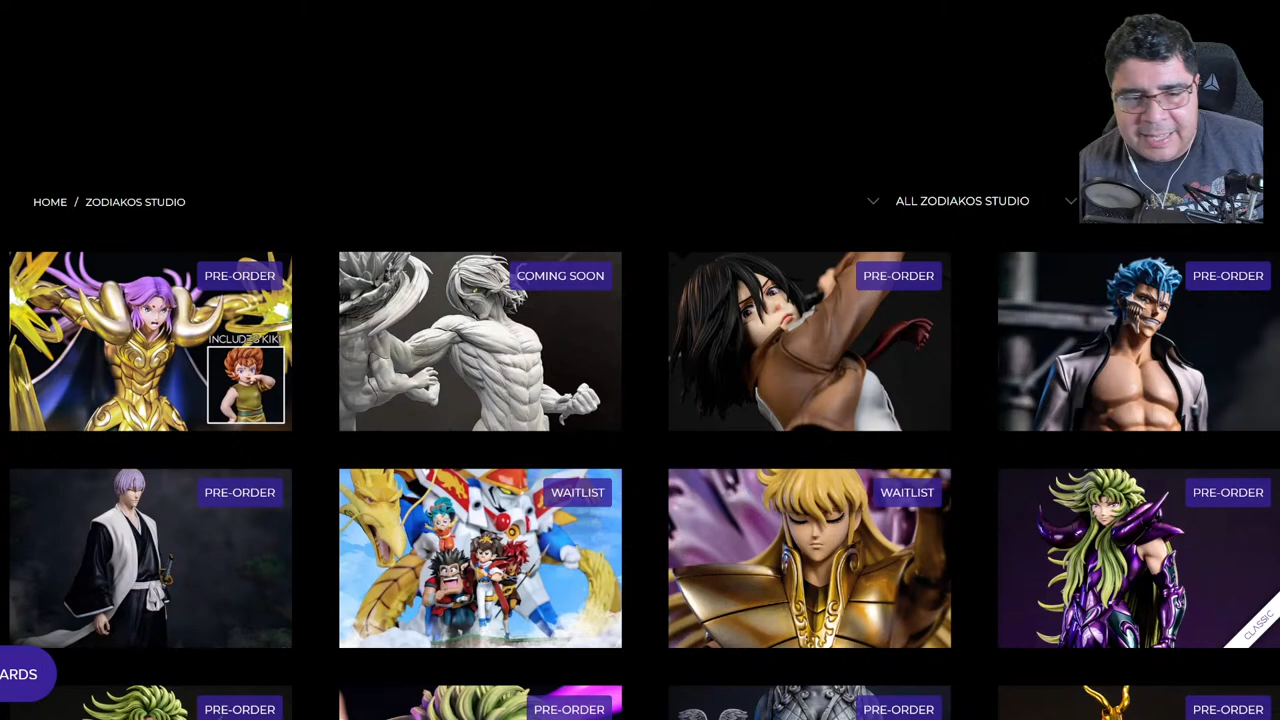 HOME / ZODIAKOS STUDIO
ALL ZODIAKOS STUDIO
PRE-ORDER
INCLUDES KIKI
COMING SOON
PRE-ORDER
PRE-ORDER
PRE-ORDER
WAITLIST
WAITLIST
PRE-ORDER
CLASSIC
ARDS
PRE-ORDER
PRE-ORDER
PRE-ORDER
PRE-ORDER